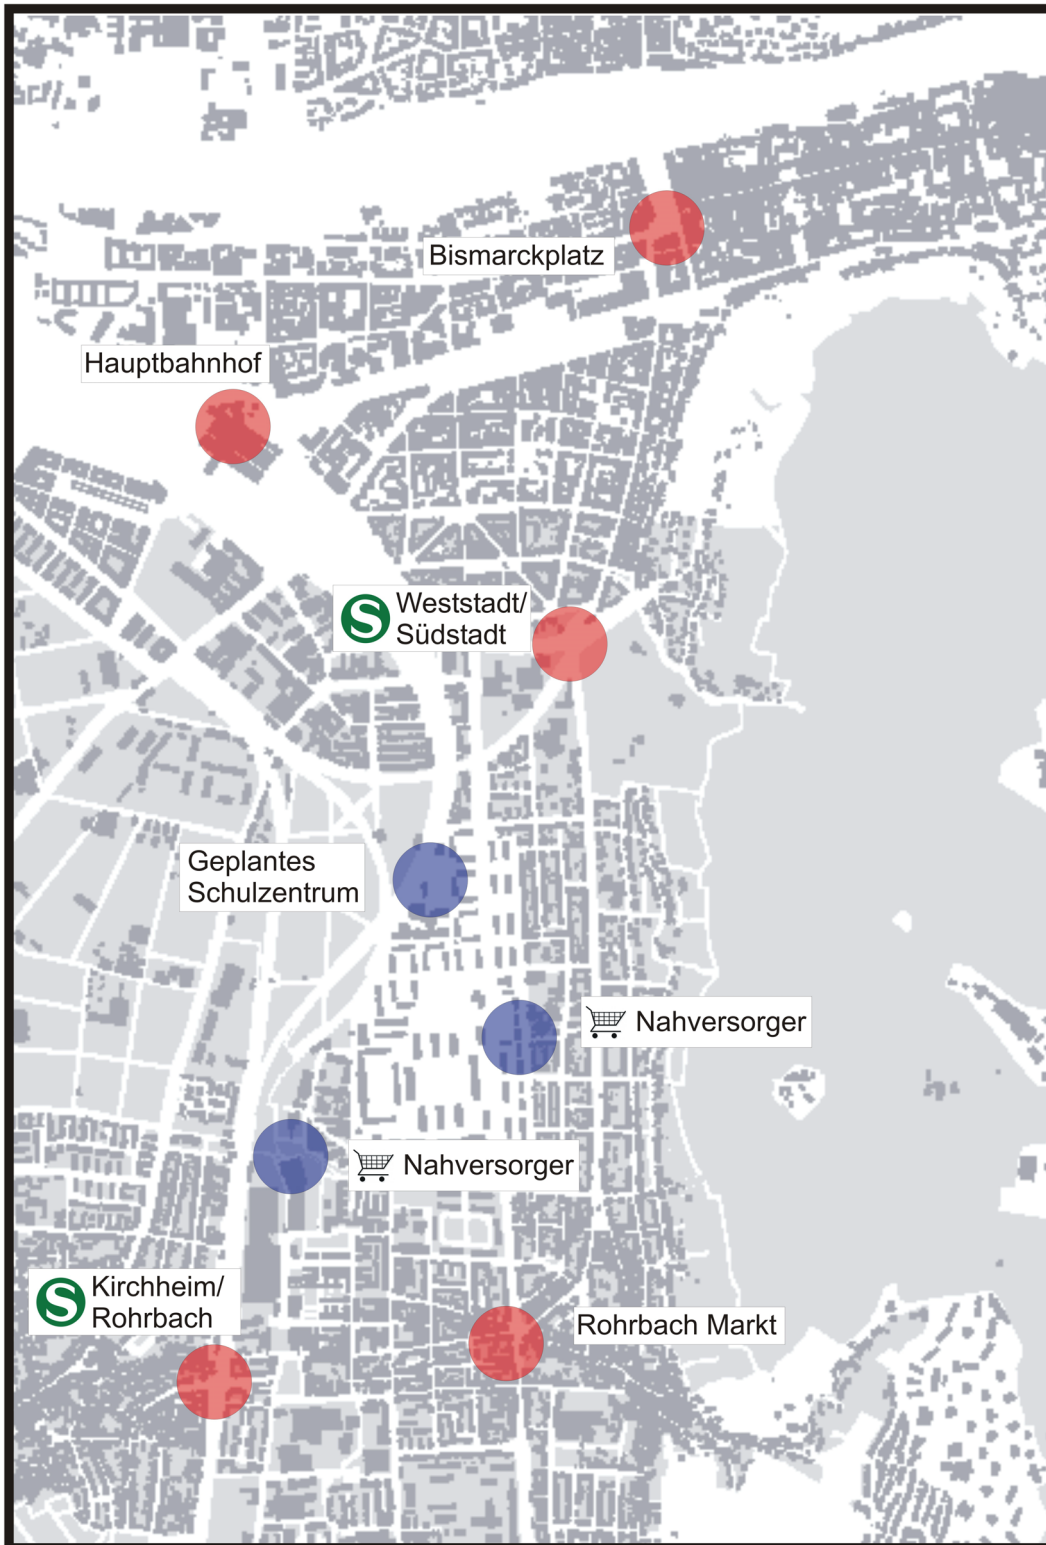 Bismarckplatz
Hauptbahnhof
S
Weststadt/
Südstadt
Geplantes
Schulzentrum
Nahversorger
Nahversorger
S
Kirchheim/
Rohrbach
Rohrbach Markt